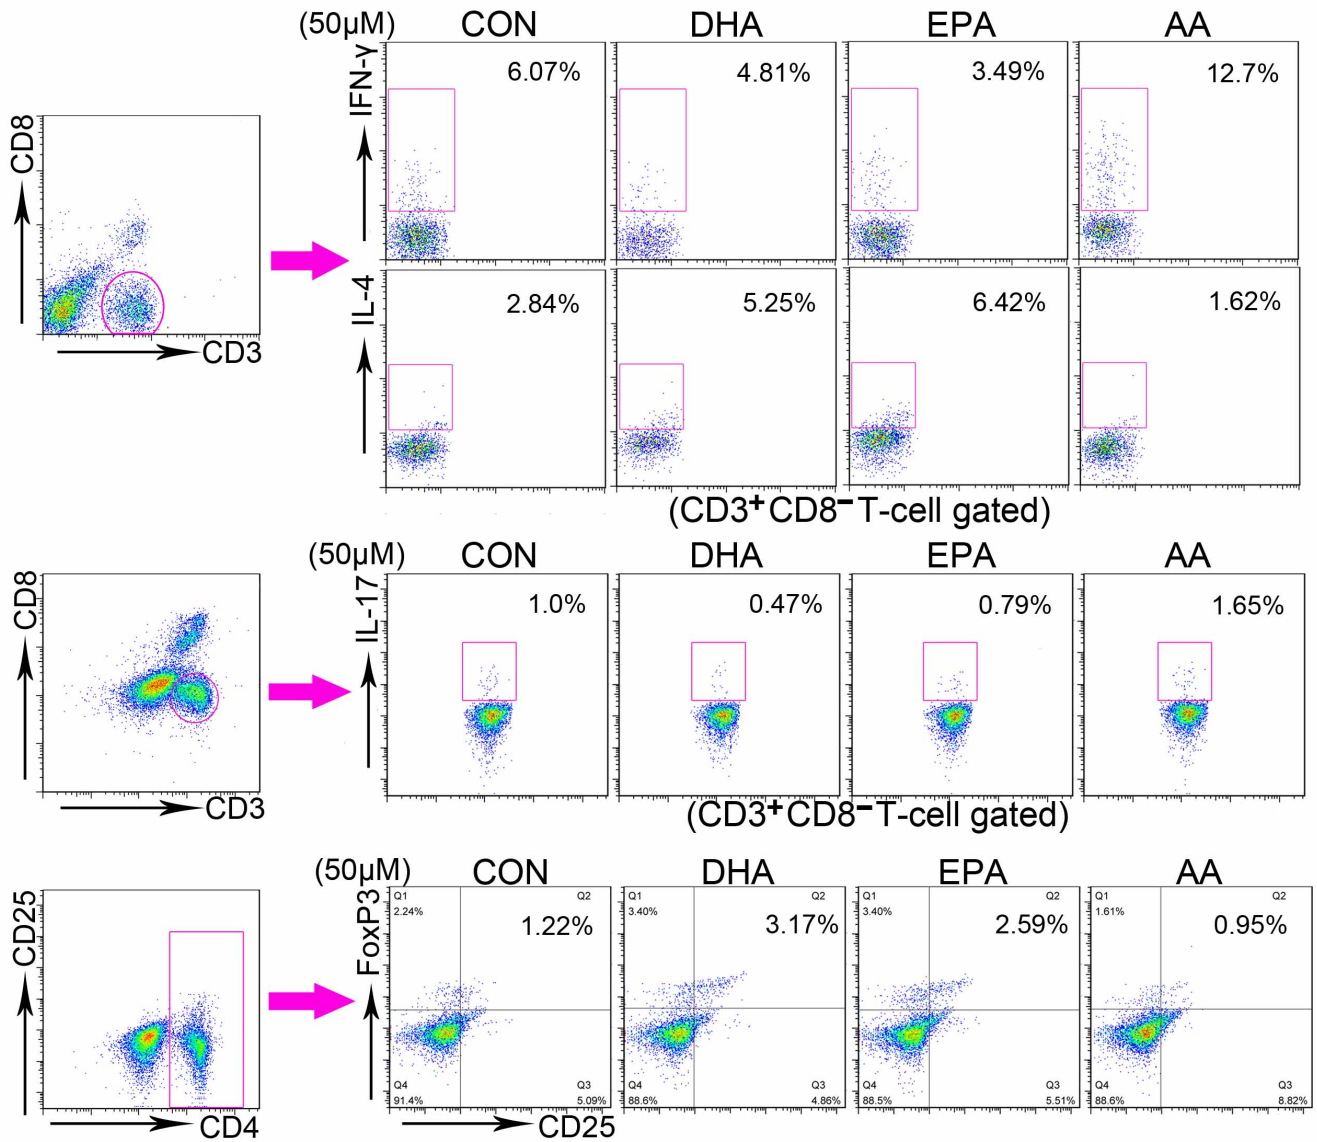 (50μM) CON DHA EPA AA
IFN-γ
6.07% 4.81% 3.49% 12.7%
CD8
CD3
IL-4
2.84% 5.25% 6.42% 1.62%
(CD3+CD8−T-cell gated)
(50μM) CON DHA EPA AA
CD8
CD3
IL-17
1.0% 0.47% 0.79% 1.65%
(CD3+CD8−T-cell gated)
(50μM) CON DHA EPA AA
CD25
CD4
FoxP3
Q1 Q2 Q1 Q2 Q1 Q2 Q1 Q2
2.24% 3.40% 3.40% 1.61%
1.22% 3.17% 2.59% 0.95%
Q4 Q3 Q4 Q3 Q4 Q3 Q4 Q3
91.4% 5.09% 88.6% 4.86% 88.5% 5.51% 88.6% 8.82%
CD25